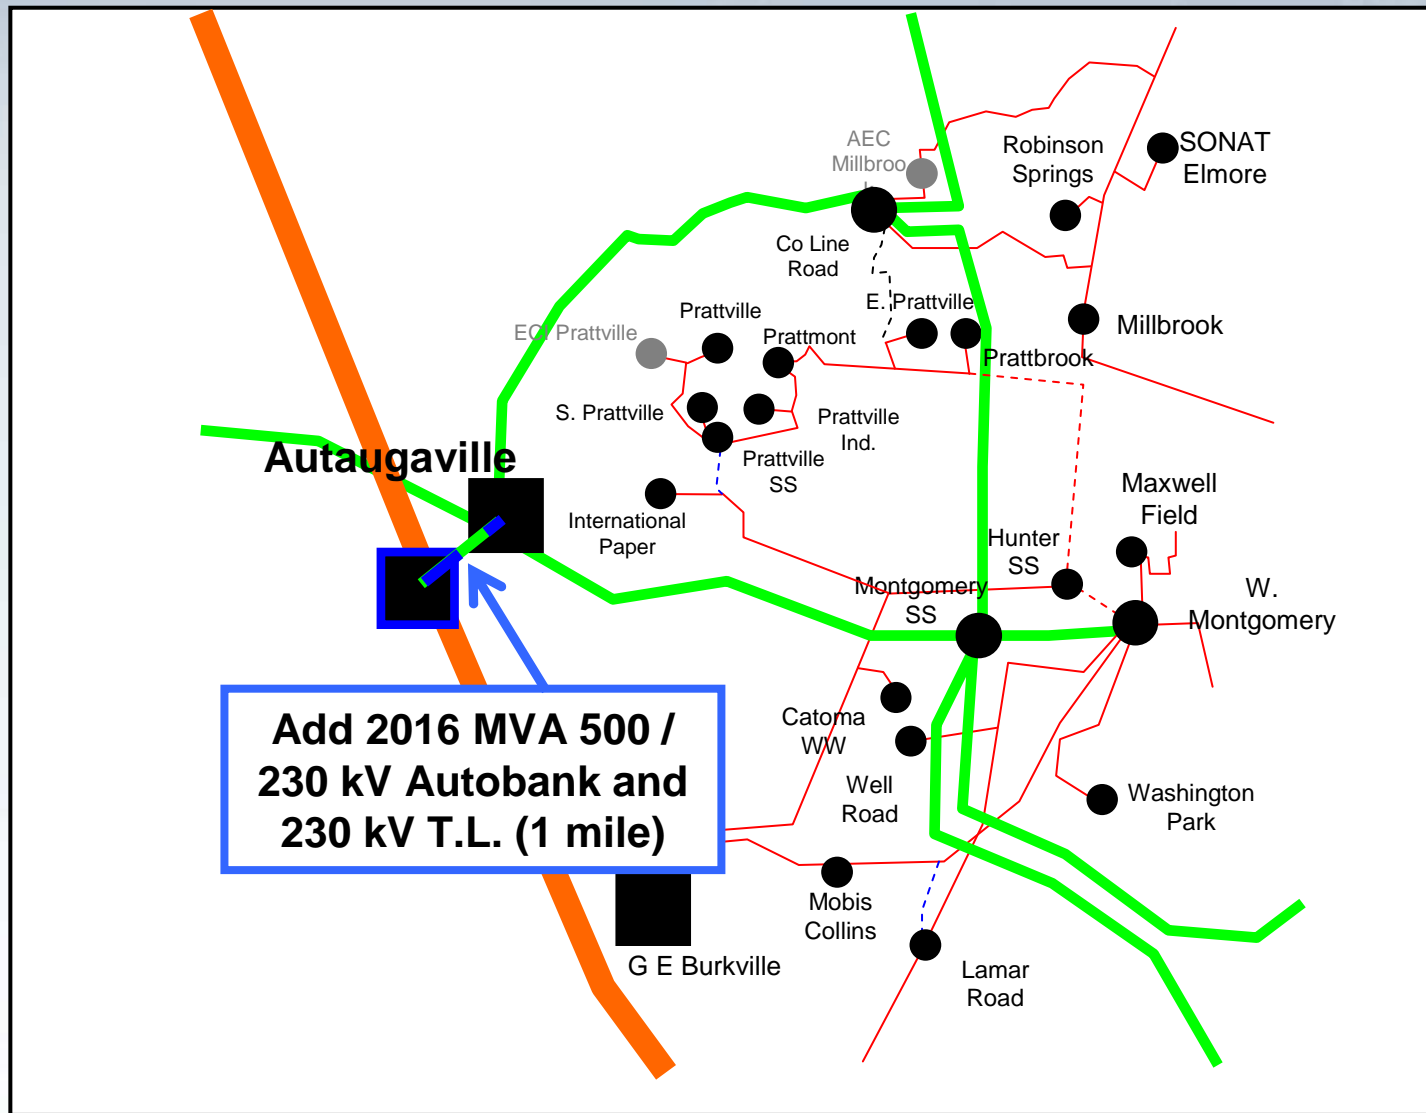 AEC
Millbroo
Robinson
Springs
SONAT
Elmore
Co Line
Road
E. Prattville
Prattville
ECI Prattville
Prattmont
Millbrook
Prattbrook
S. Prattville
Prattville
Ind.
Autaugaville
Prattville
SS
Maxwell
Field
International
Paper
Hunter
SS
Montgomery
SS
W.
Montgomery
Add 2016 MVA 500 /
230 kV Autobank and
230 kV T.L. (1 mile)
Catoma
WW
Well
Road
Washington
Park
Mobis
Collins
G E Burkville
Lamar
Road